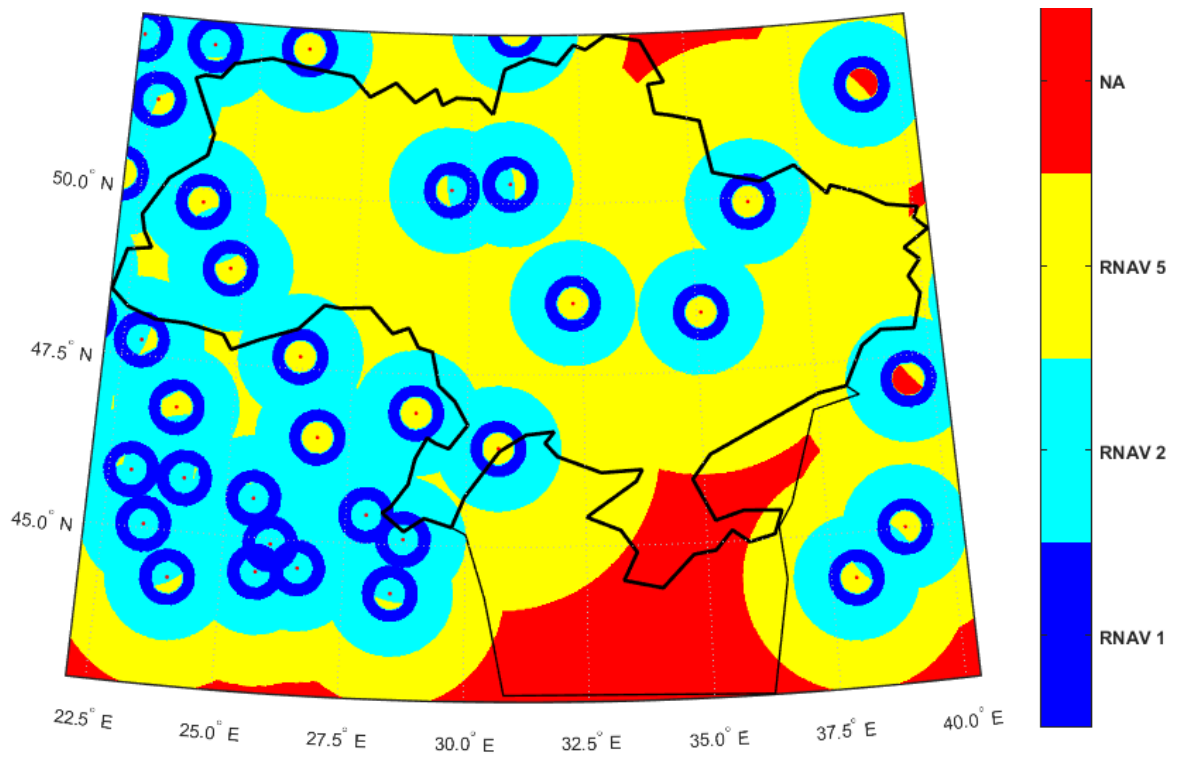 NA
50.0° N
RNAV 5
47.5° N
RNAV 2
45.0° N
RNAV 1
22.5° E
25.0° E
27.5° E
30.0° E
32.5° E
35.0° E
37.5° E
40.0° E